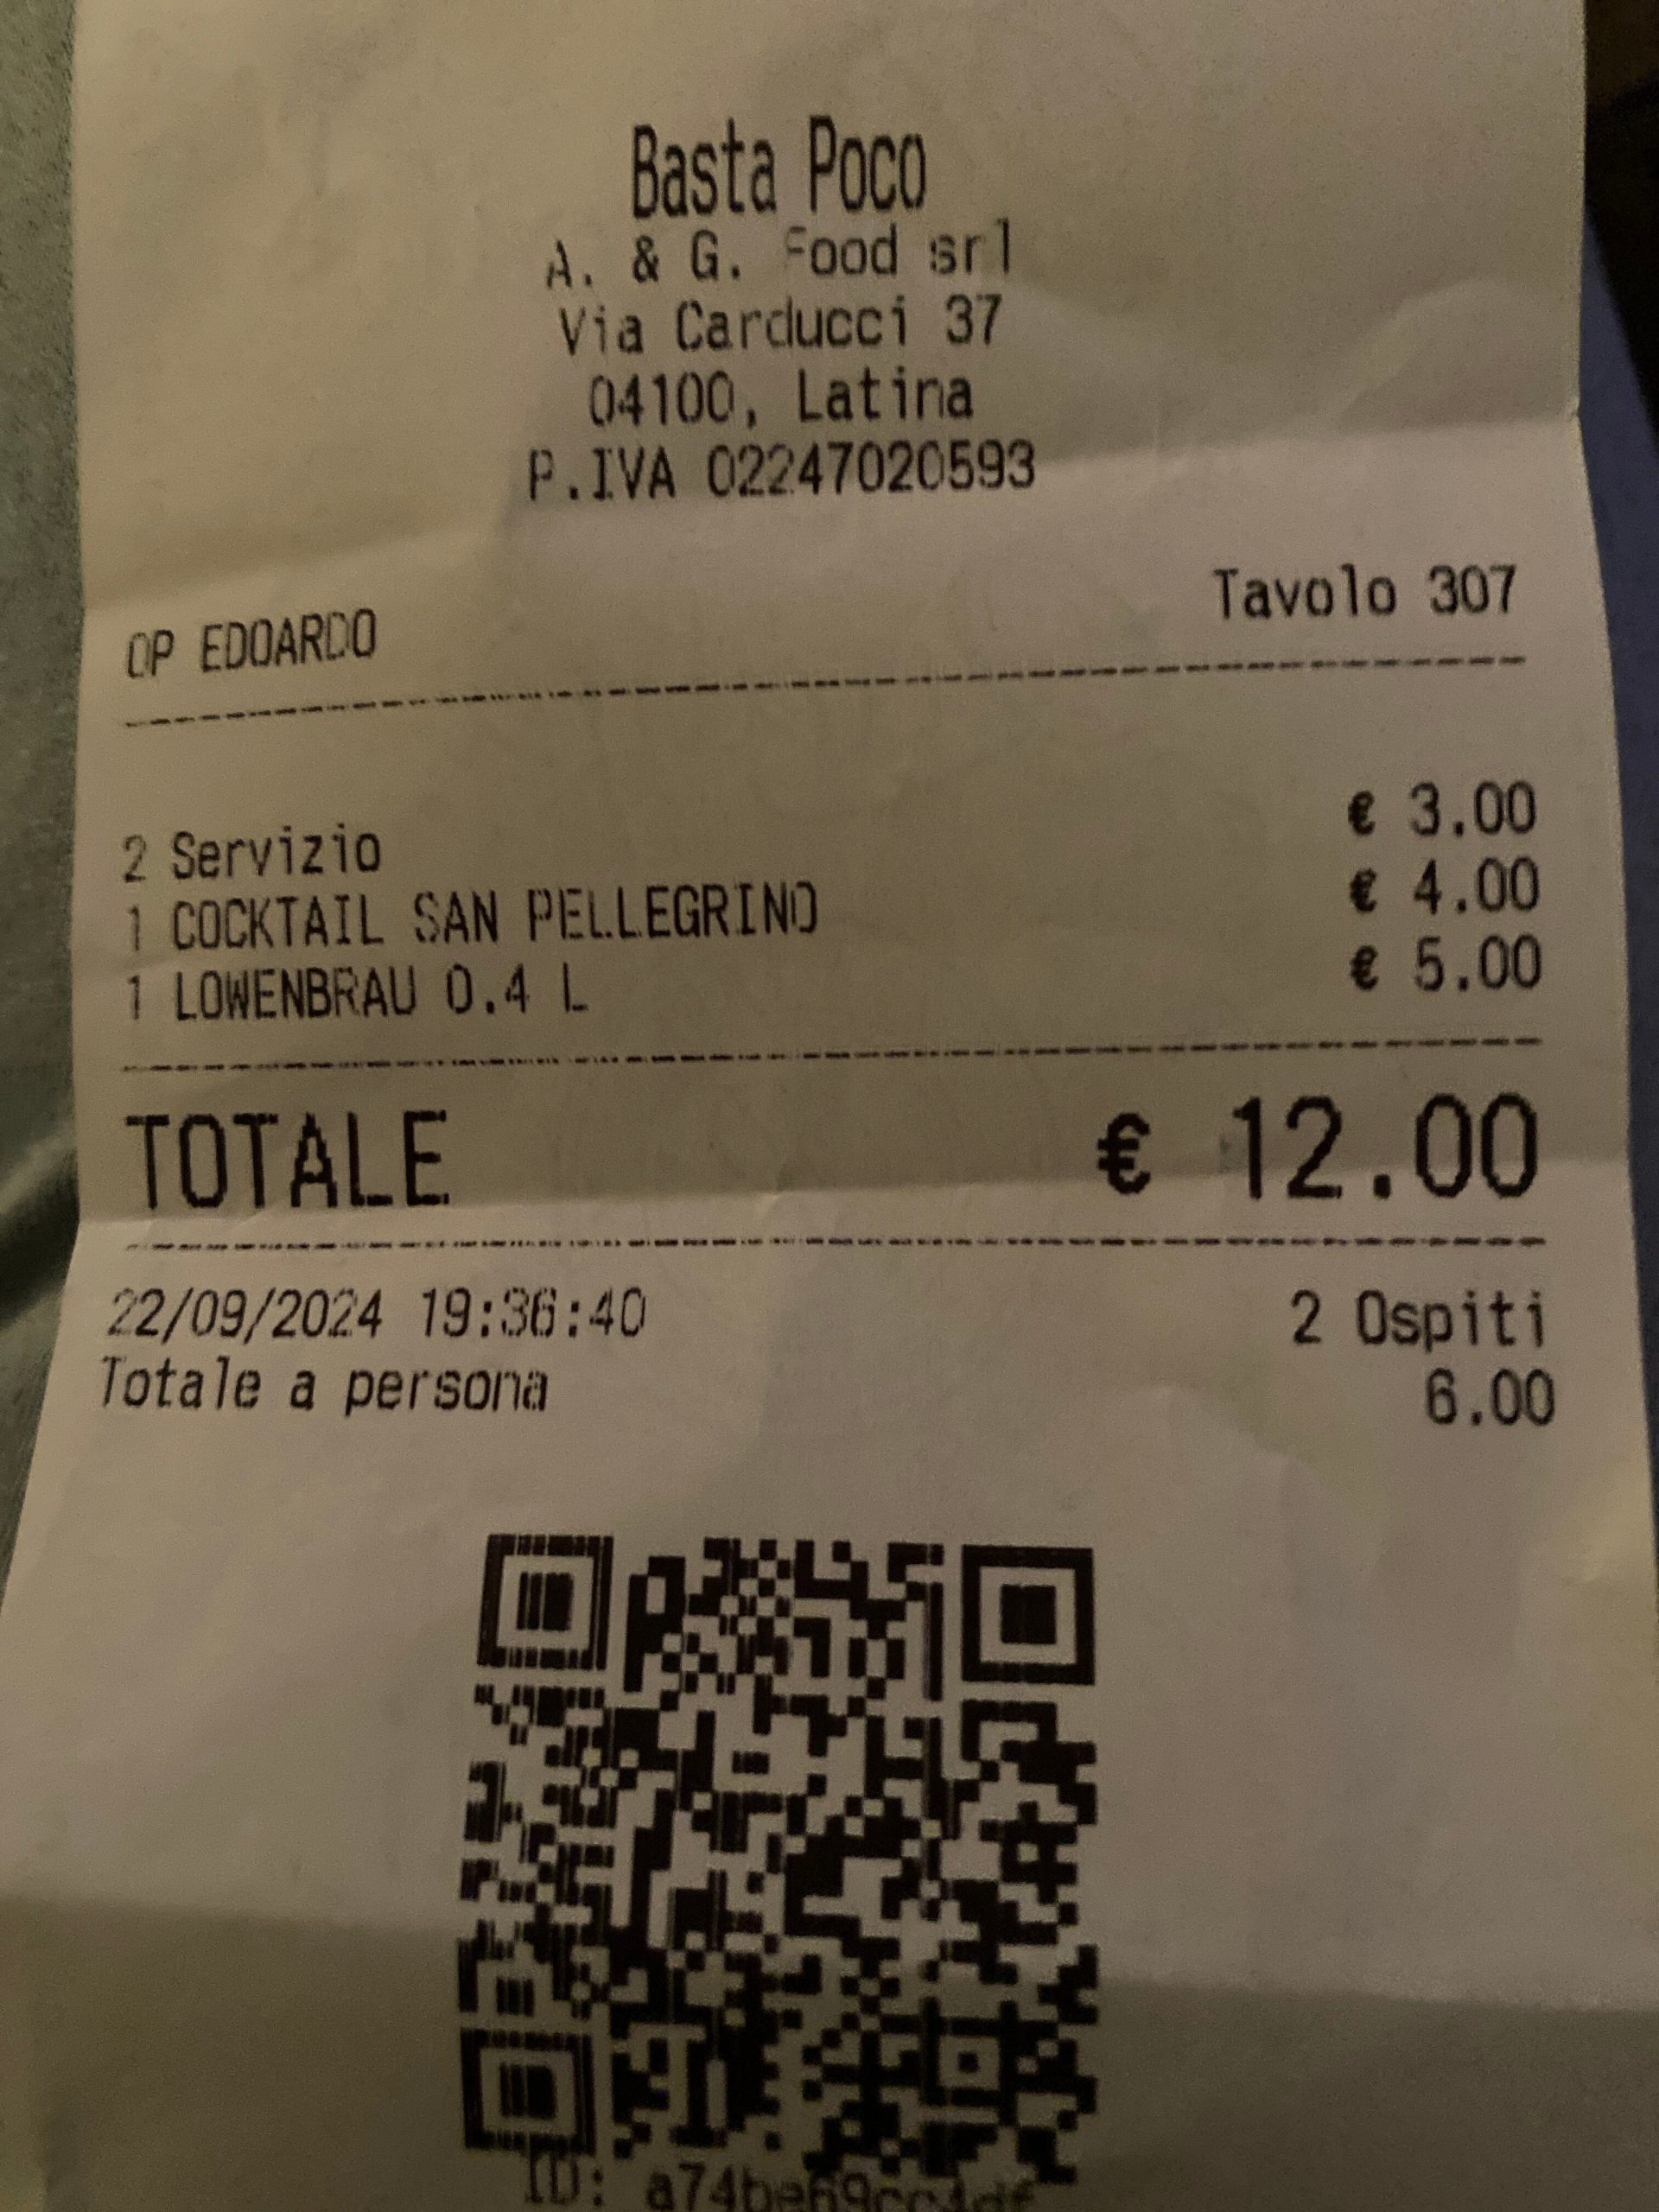 Basta Poco
A. & G. Food srl
Via Carducci 37
04100, Latina
P.IVA 02247020593
OP EDOARDO Tavolo 307
2 Servizio € 3.00
1 COCKTAIL SAN PELLEGRINO € 4.00
1 LOWENBRAU 0.4 L € 5.00
TOTALE € 12.00
22/09/2024 19:36:40 2 Ospiti
Totale a persona 6.00
ID: a74be69cc4df